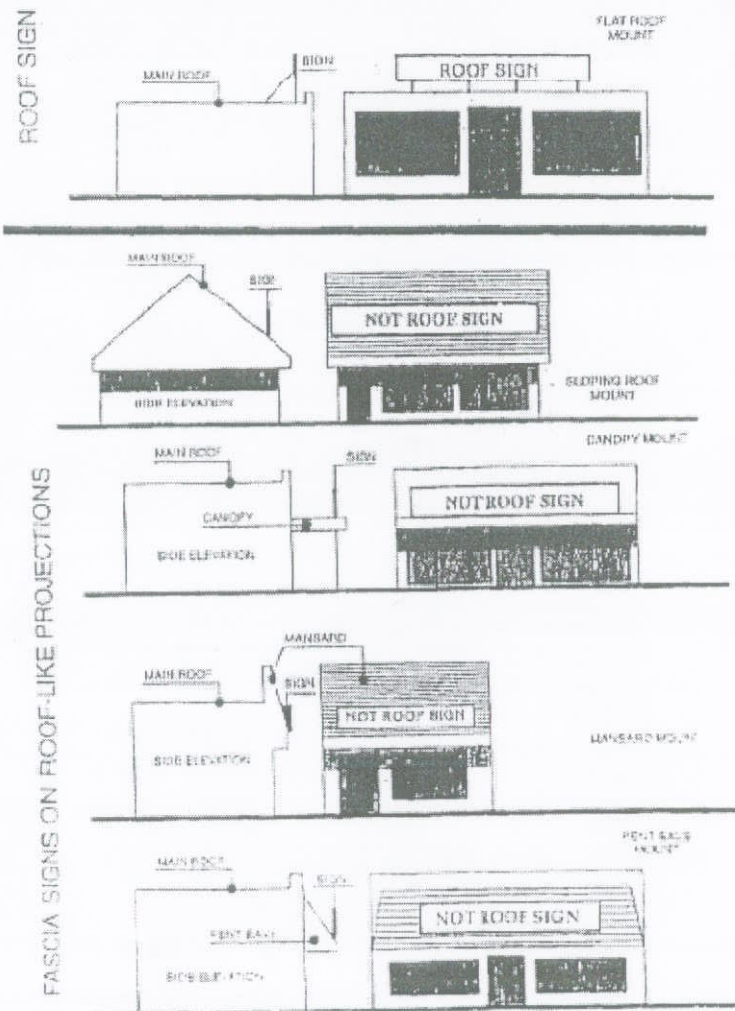 ROOF SIGN
FLAT ROOF
MOUNT
SIGN
MAIN ROOF
ROOF SIGN
MAIN ROOF
SIGN
NOT ROOF SIGN
SIDE ELEVATION
SLOPING ROOF
MOUNT
FASCIA SIGNS ON ROOF-LIKE PROJECTIONS
CANOPY MOUNT
MAIN ROOF
SIGN
NOT ROOF SIGN
CANOPY
SIDE ELEVATION
MANSARD
MAIN ROOF
SIGN
NOT ROOF SIGN
SIDE ELEVATION
MANSARD MOUNT
PENT EAVE
MOUNT
MAIN ROOF
SIGN
PENT EAVE
NOT ROOF SIGN
SIDE ELEVATION